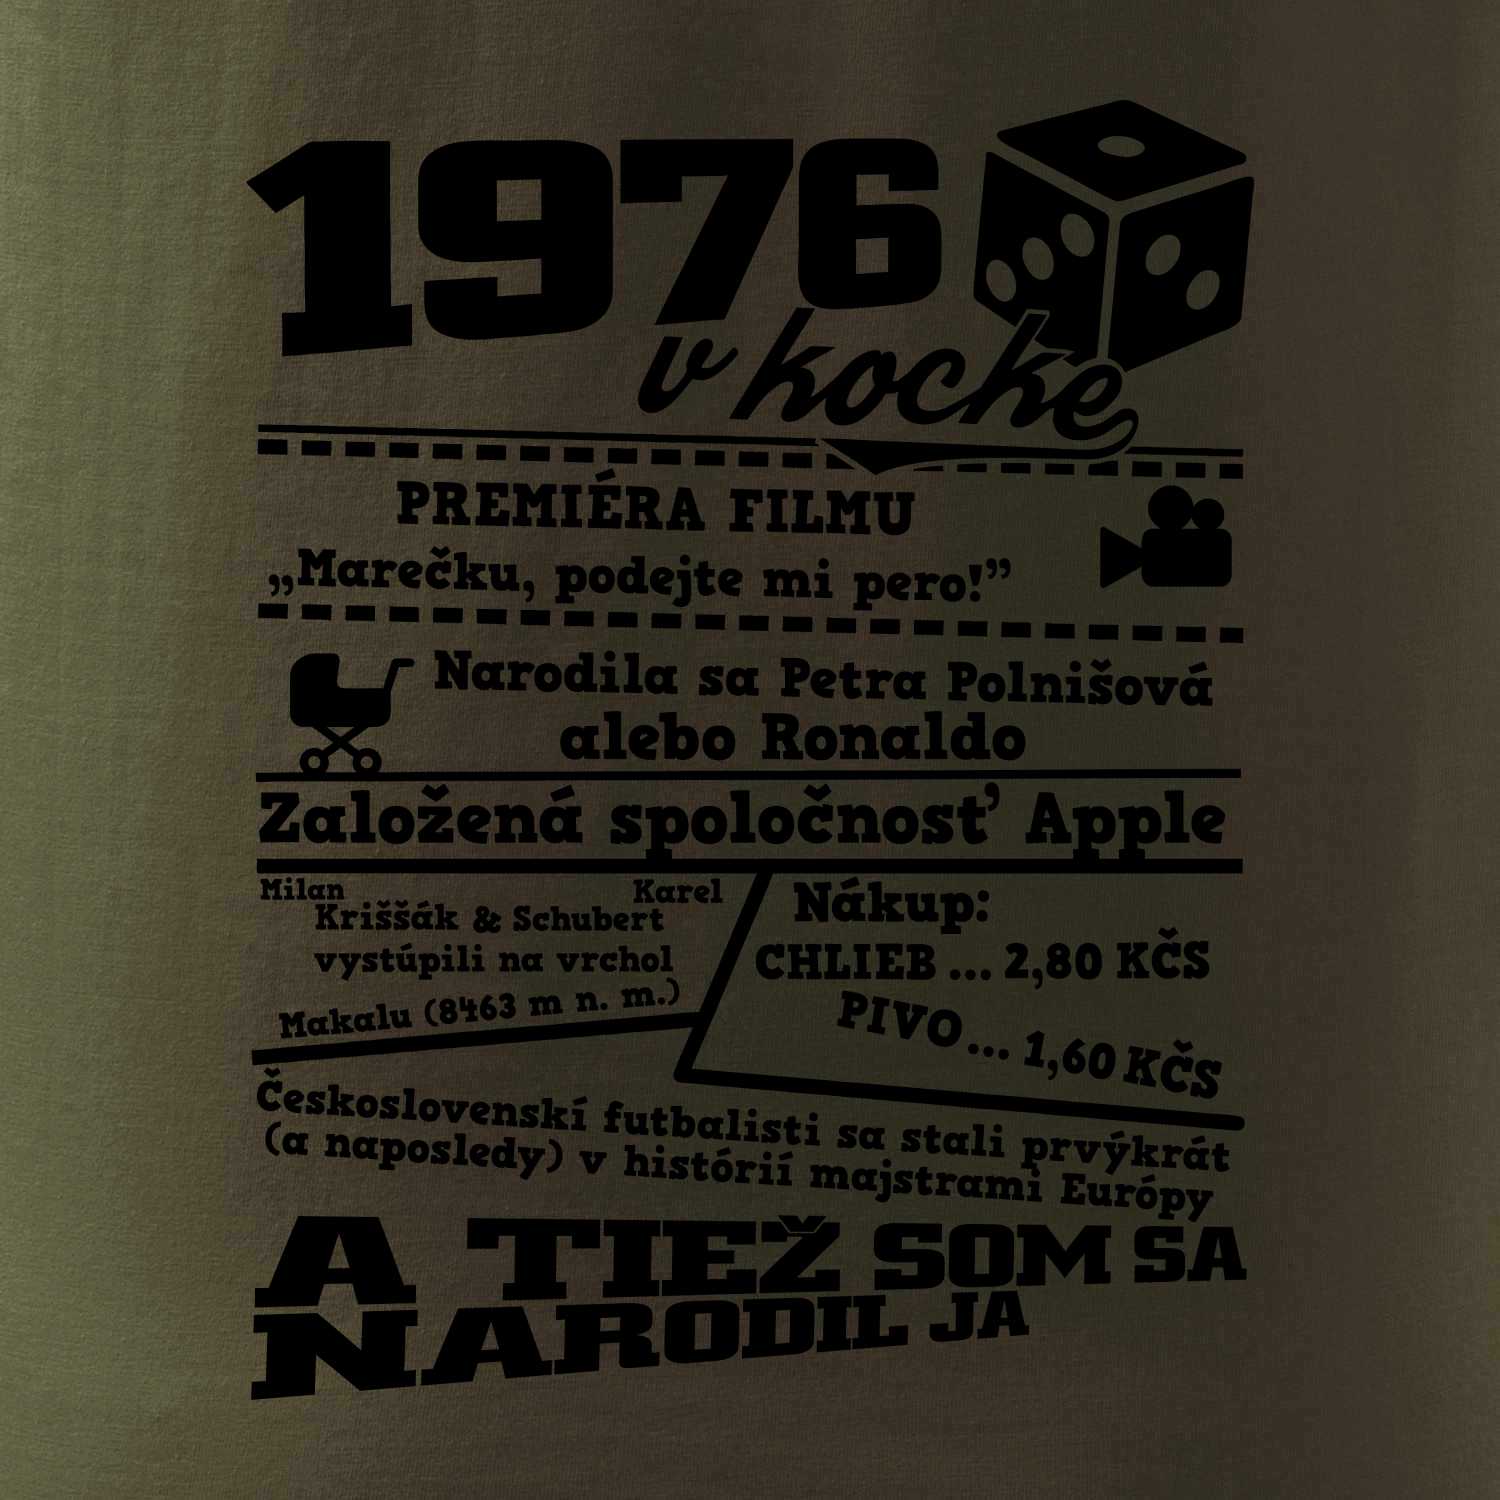 1976
v kocke
PREMIÉRA FILMU
„Marečku, podejte mi pero!”
Narodila sa Petra Polnišová
alebo Ronaldo
Založená spoločnosť Apple
Milan Karel
Kriššák & Schubert
vystúpili na vrchol
Makalu (8463 m n. m.)
Nákup:
CHLIEB ... 2,80 KČS
PIVO ... 1,60 KČS
Československí futbalisti sa stali prvýkrát
(a naposledy) v histórií majstrami Európy
A TIEŽ SOM SA
NARODIL JA